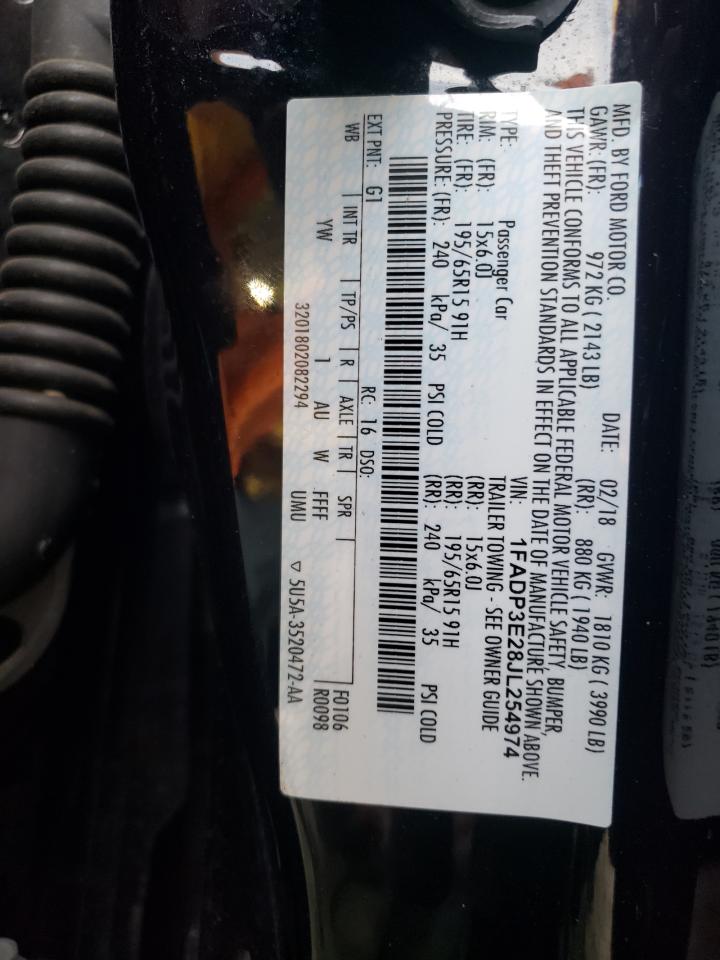 MFD. BY FORD MOTOR CO.
DATE: 02/18 GVWR: 1810 KG ( 3990 LB)
GAWR: (FR): 972 KG ( 2143 LB) (RR): 880 KG ( 1940 LB)
THIS VEHICLE CONFORMS TO ALL APPLICABLE FEDERAL MOTOR VEHICLE SAFETY, BUMPER,
AND THEFT PREVENTION STANDARDS IN EFFECT ON THE DATE OF MANUFACTURE SHOWN ABOVE.
VIN: 1FADP3E28JL254974
TYPE: Passenger Car TRAILER TOWING - SEE OWNER GUIDE
RIM: (FR): 15x6.0J (RR): 15x6.0J
TIRE: (FR): 195/65R15 91H (RR): 195/65R15 91H
PRESSURE: (FR): 240 kPa/ 35 PSI COLD (RR): 240 kPa/ 35 PSI COLD
EXT PNT: G1 RC: 16 DSO:
WB | INT TR | TP/PS | R | AXLE | TR | SPR | F0106
YW 1 AU W FFFF R0098
3201802082294 UMU ▽ 5U5A-3520472-AA